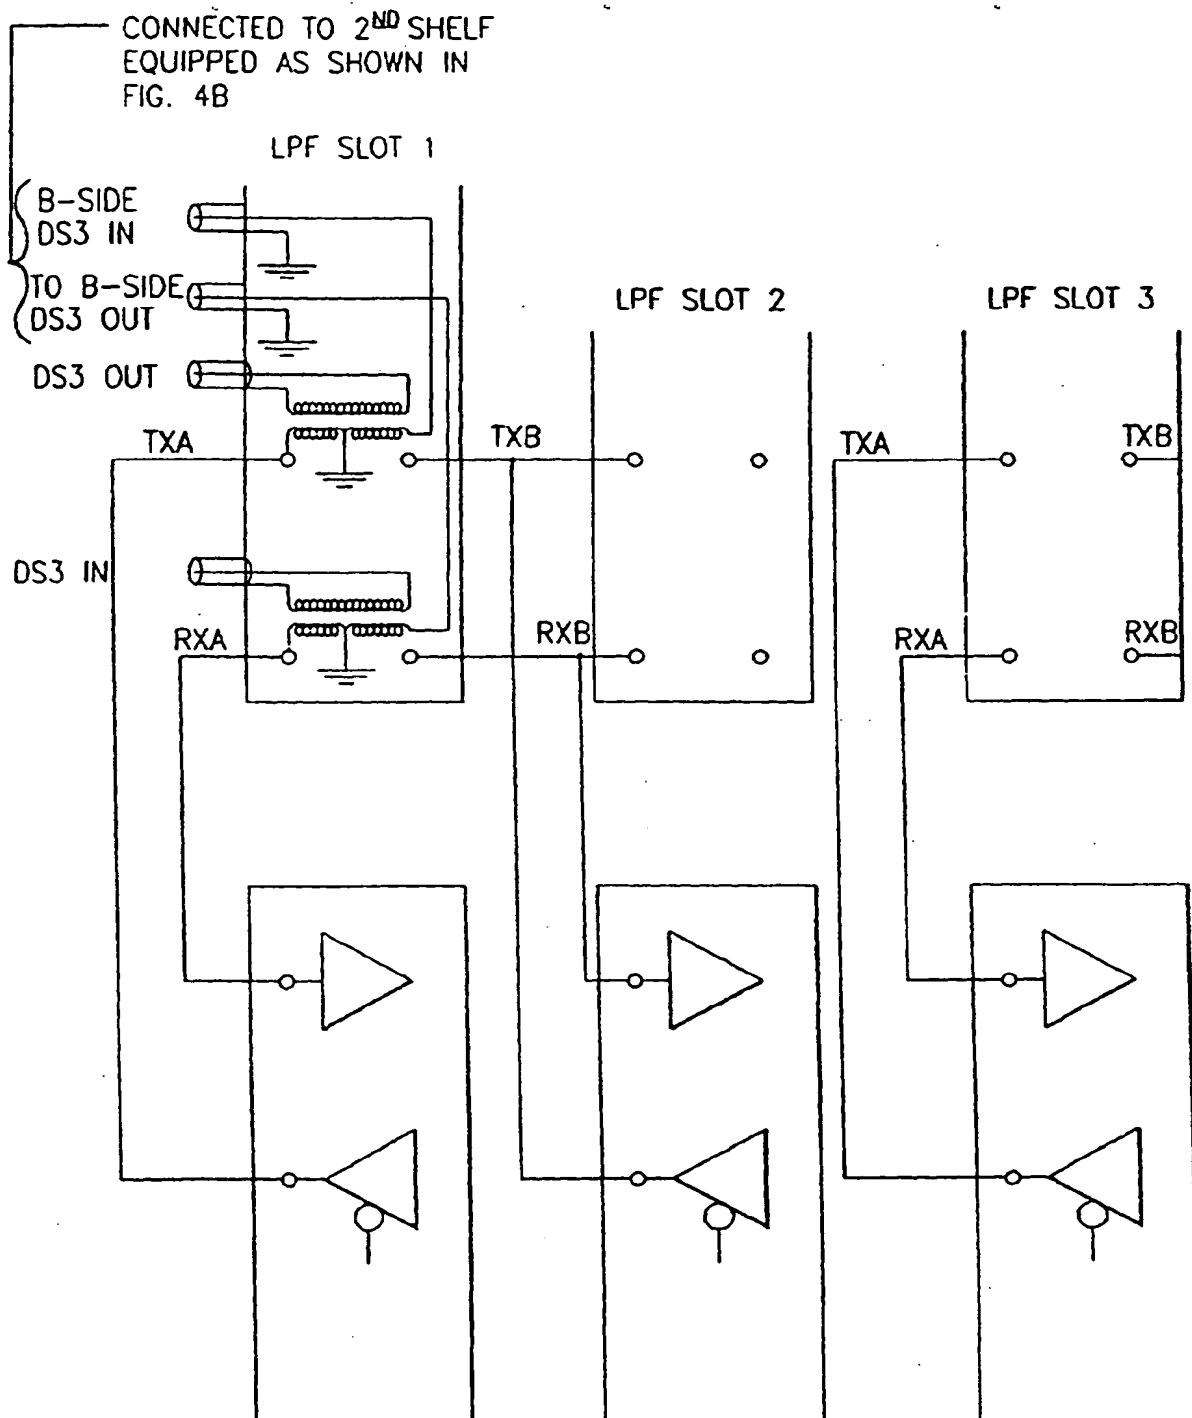 CONNECTED TO 2ND SHELF
EQUIPPED AS SHOWN IN
FIG. 4B
LPF SLOT 1
B-SIDE
DS3 IN
TO B-SIDE
DS3 OUT
LPF SLOT 2
LPF SLOT 3
DS3 OUT
TXA
TXB
TXA
TXB
DS3 IN
RXA
RXB
RXA
RXB